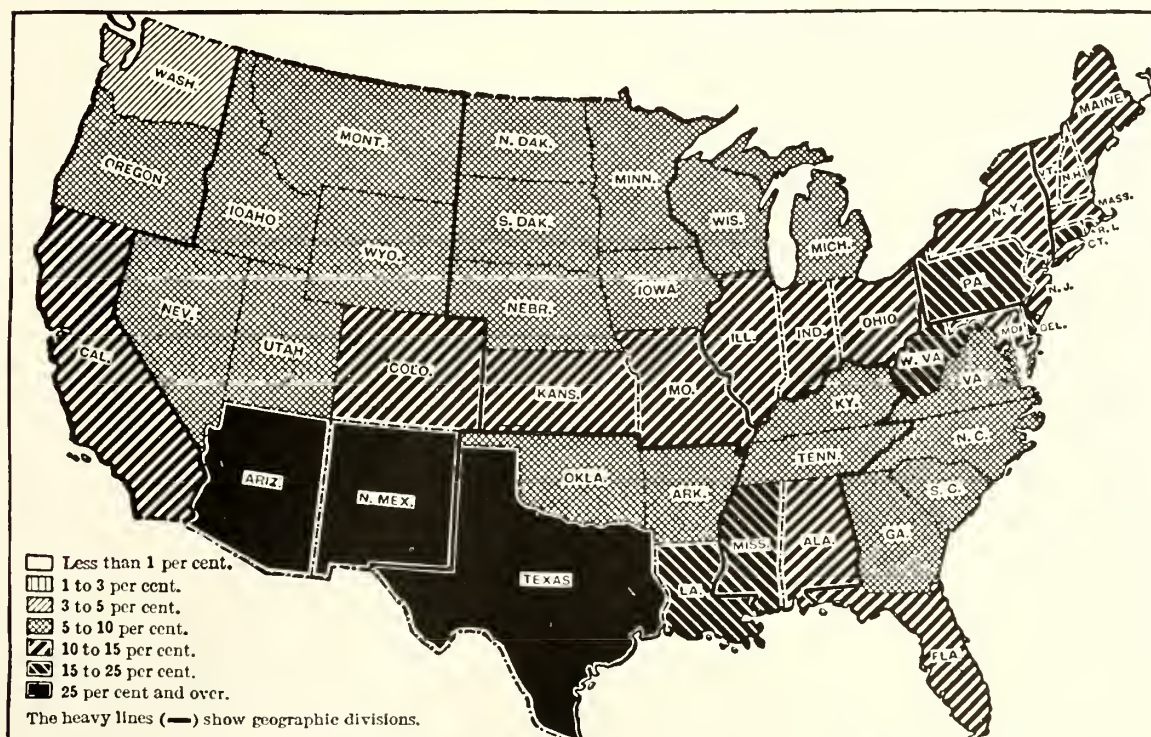 WASH.
MONT.
N. DAK.
MINN.
MAINE.
OREGON
IDAHO
WYO.
S. DAK.
WIS.
MICH.
N.Y.
VT.
N.H.
MASS.
R.I.
CT.
NEV.
UTAH
NEBR.
IOWA
ILL.
IND.
OHIO
PA.
N.J.
CAL.
COLO.
KANS.
MO.
KY.
W. VA
VA
MD.
DEL.
ARIZ.
N. MEX.
OKLA.
ARK.
TENN.
N.C.
S.C.
TEXAS
LA.
MISS.
ALA.
GA.
FLA
Less than 1 per cent.
1 to 3 per cent.
3 to 5 per cent.
5 to 10 per cent.
10 to 15 per cent.
15 to 25 per cent.
25 per cent and over.
The heavy lines (▬) show geographic divisions.